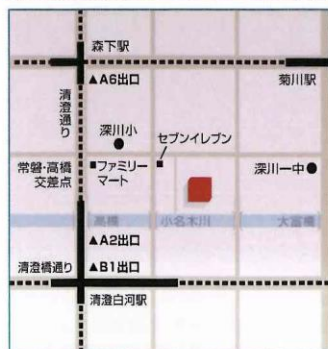 森下駅
▲A6出口
菊川駅
清澄通り
深川小
セブンイレブン
常磐・高橋
交差点
■ファミリー
マート
深川一中
高橋
小名木川
大富橋
▲A2出口
清澄橋通り
▲B1出口
清澄白河駅